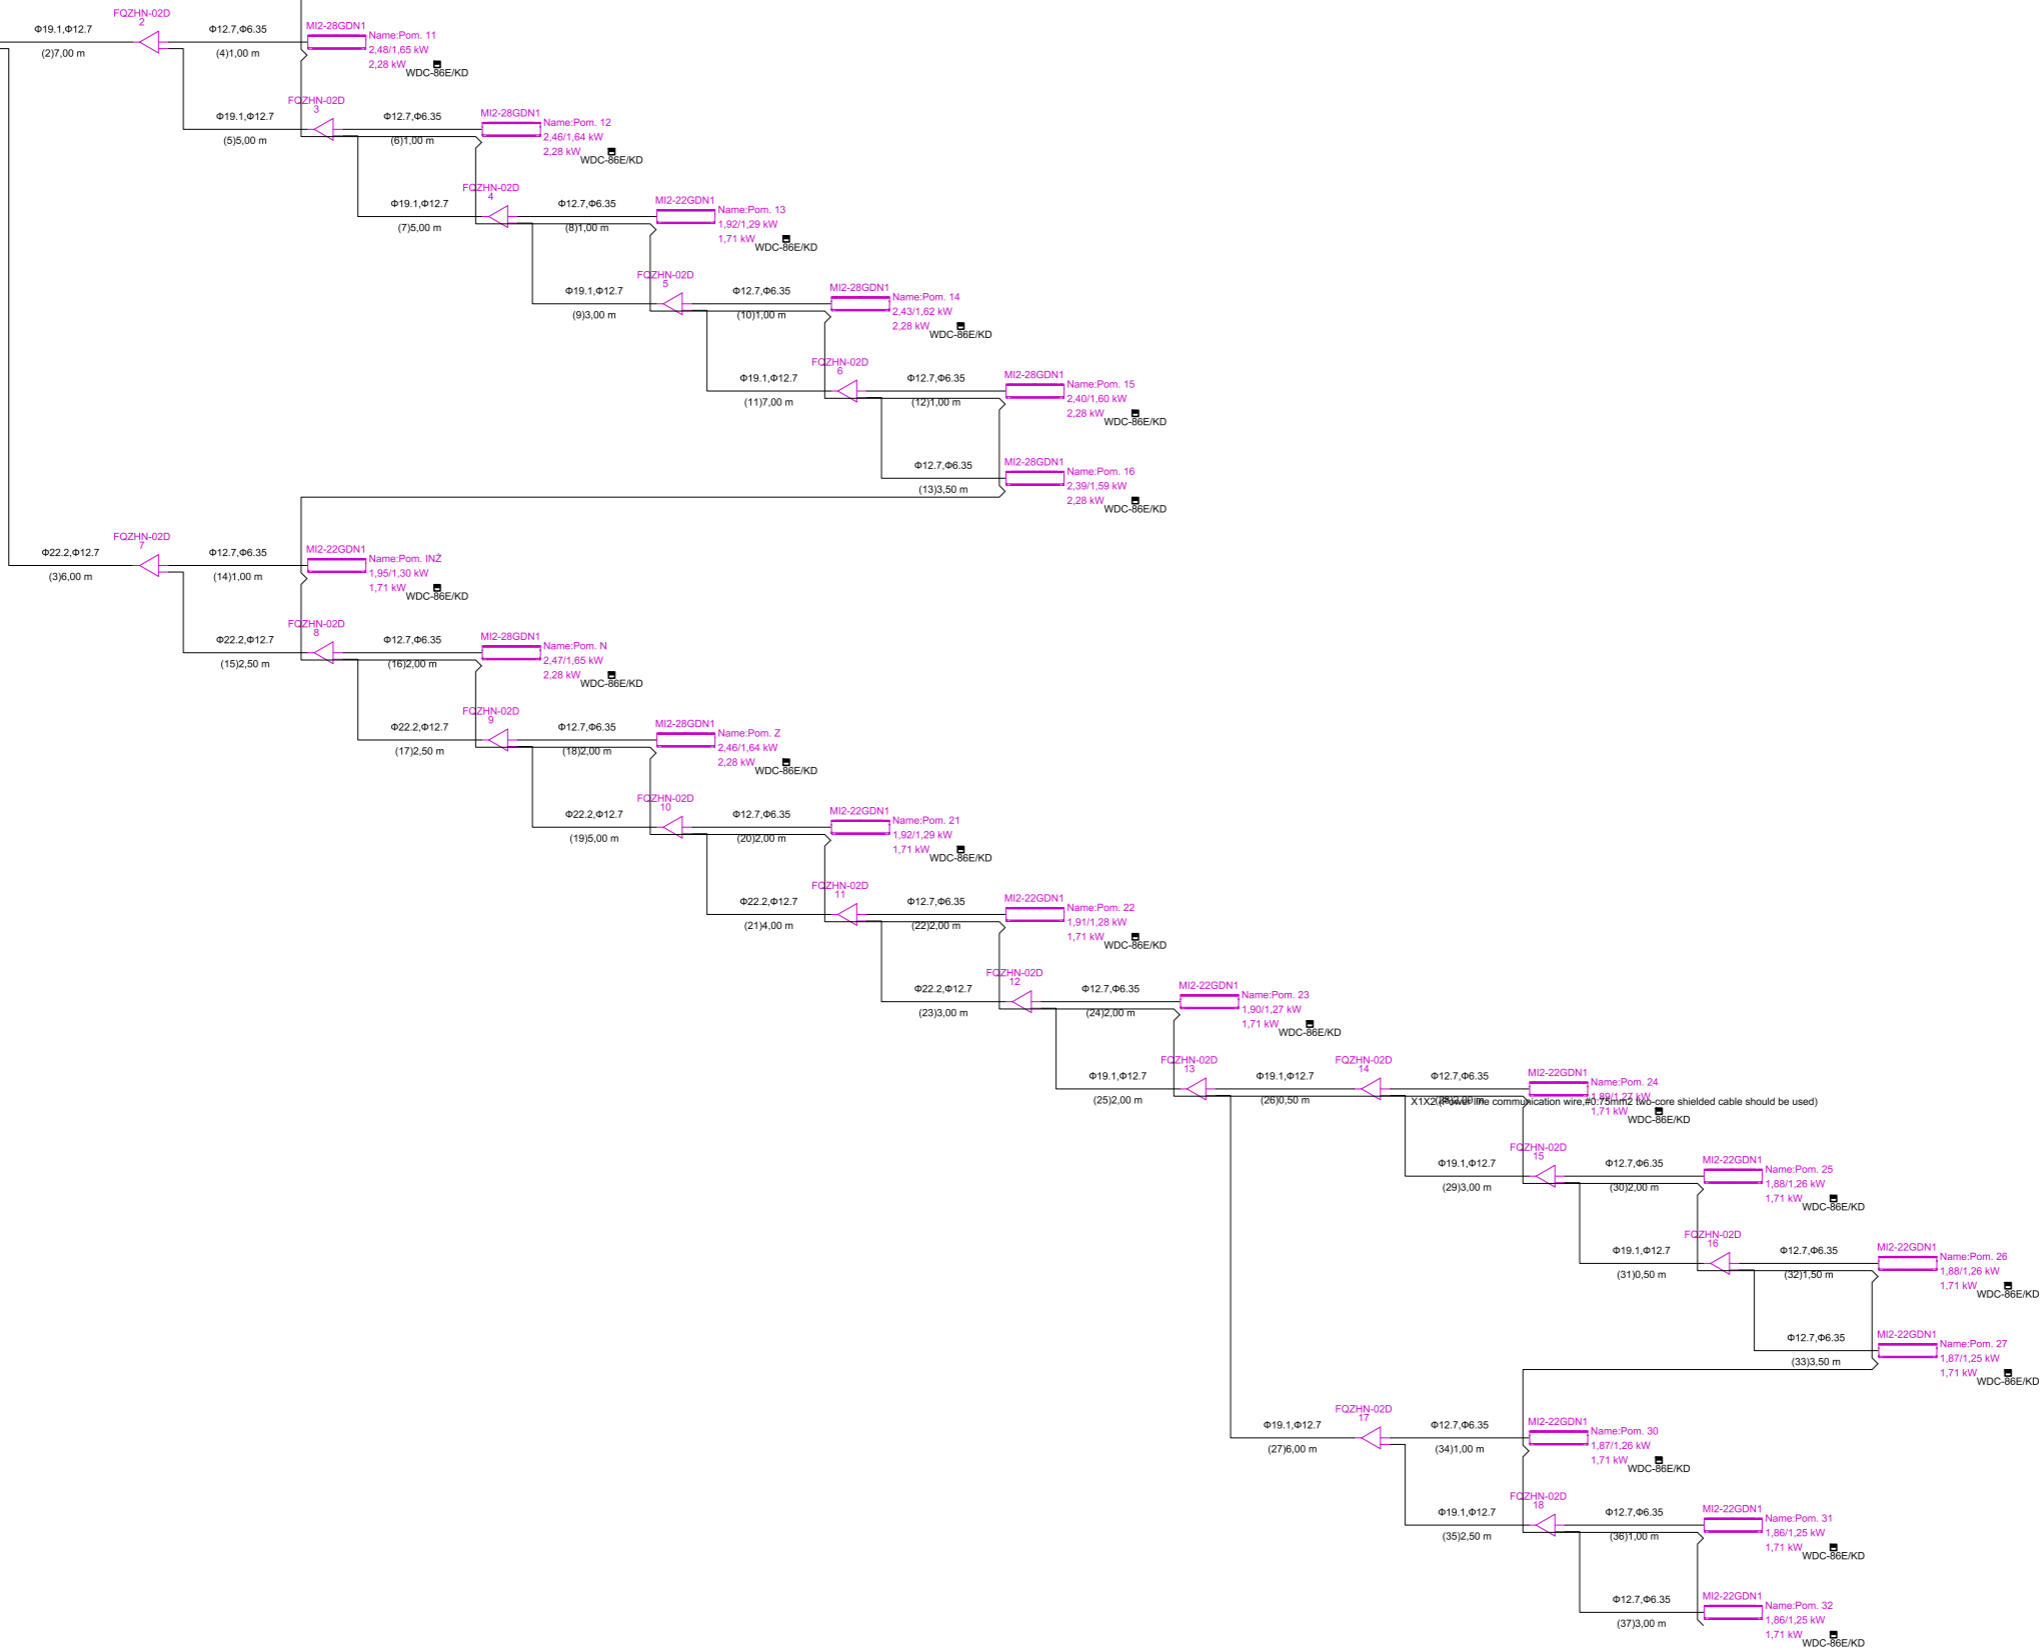 FQZHN-02D
2
Φ19.1,Φ12.7
(2)7,00 m
Φ12.7,Φ6.35
(4)1,00 m
MI2-28GDN1
Name:Pom. 11
2,48/1,65 kW
2,28 kW
WDC-86E/KD
FQZHN-02D
3
Φ19.1,Φ12.7
(5)5,00 m
Φ12.7,Φ6.35
(6)1,00 m
MI2-28GDN1
Name:Pom. 12
2,46/1,64 kW
2,28 kW
WDC-86E/KD
FQZHN-02D
4
Φ19.1,Φ12.7
(7)5,00 m
Φ12.7,Φ6.35
(8)1,00 m
MI2-22GDN1
Name:Pom. 13
1,92/1,29 kW
1,71 kW
WDC-86E/KD
FQZHN-02D
5
Φ19.1,Φ12.7
(9)3,00 m
Φ12.7,Φ6.35
(10)1,00 m
MI2-28GDN1
Name:Pom. 14
2,43/1,62 kW
2,28 kW
WDC-86E/KD
FQZHN-02D
6
Φ19.1,Φ12.7
(11)7,00 m
Φ12.7,Φ6.35
(12)1,00 m
MI2-28GDN1
Name:Pom. 15
2,40/1,60 kW
2,28 kW
WDC-86E/KD
Φ12.7,Φ6.35
(13)3,50 m
MI2-28GDN1
Name:Pom. 16
2,39/1,59 kW
2,28 kW
WDC-86E/KD
FQZHN-02D
7
Φ22.2,Φ12.7
(3)6,00 m
Φ12.7,Φ6.35
(14)1,00 m
MI2-22GDN1
Name:Pom. INŻ
1,95/1,30 kW
1,71 kW
WDC-86E/KD
FQZHN-02D
8
Φ22.2,Φ12.7
(15)2,50 m
Φ12.7,Φ6.35
(16)2,00 m
MI2-28GDN1
Name:Pom. N
2,47/1,65 kW
2,28 kW
WDC-86E/KD
FQZHN-02D
9
Φ22.2,Φ12.7
(17)2,50 m
Φ12.7,Φ6.35
(18)2,00 m
MI2-28GDN1
Name:Pom. Z
2,46/1,64 kW
2,28 kW
WDC-86E/KD
FQZHN-02D
10
Φ22.2,Φ12.7
(19)5,00 m
Φ12.7,Φ6.35
(20)2,00 m
MI2-22GDN1
Name:Pom. 21
1,92/1,29 kW
1,71 kW
WDC-86E/KD
FQZHN-02D
11
Φ22.2,Φ12.7
(21)4,00 m
Φ12.7,Φ6.35
(22)2,00 m
MI2-22GDN1
Name:Pom. 22
1,91/1,28 kW
1,71 kW
WDC-86E/KD
FQZHN-02D
12
Φ22.2,Φ12.7
(23)3,00 m
Φ12.7,Φ6.35
(24)2,00 m
MI2-22GDN1
Name:Pom. 23
1,90/1,27 kW
1,71 kW
WDC-86E/KD
FQZHN-02D
13
Φ19.1,Φ12.7
(25)2,00 m
Φ19.1,Φ12.7
(26)0,50 m
FQZHN-02D
14
Φ12.7,Φ6.35
(28)2,00 m
MI2-22GDN1
Name:Pom. 24
1,89/1,27 kW
X1X2(Power line communication wire,#0.75mm2 two-core shielded cable should be used)
1,71 kW
WDC-86E/KD
FQZHN-02D
15
Φ19.1,Φ12.7
(29)3,00 m
Φ12.7,Φ6.35
(30)2,00 m
MI2-22GDN1
Name:Pom. 25
1,88/1,26 kW
1,71 kW
WDC-86E/KD
FQZHN-02D
16
Φ19.1,Φ12.7
(31)0,50 m
Φ12.7,Φ6.35
(32)1,50 m
MI2-22GDN1
Name:Pom. 26
1,88/1,26 kW
1,71 kW
WDC-86E/KD
Φ12.7,Φ6.35
(33)3,50 m
MI2-22GDN1
Name:Pom. 27
1,87/1,25 kW
1,71 kW
WDC-86E/KD
FQZHN-02D
17
Φ19.1,Φ12.7
(27)6,00 m
Φ12.7,Φ6.35
(34)1,00 m
MI2-22GDN1
Name:Pom. 30
1,87/1,26 kW
1,71 kW
WDC-86E/KD
FQZHN-02D
18
Φ19.1,Φ12.7
(35)2,50 m
Φ12.7,Φ6.35
(36)1,00 m
MI2-22GDN1
Name:Pom. 31
1,86/1,25 kW
1,71 kW
WDC-86E/KD
Φ12.7,Φ6.35
(37)3,00 m
MI2-22GDN1
Name:Pom. 32
1,86/1,25 kW
1,71 kW
WDC-86E/KD